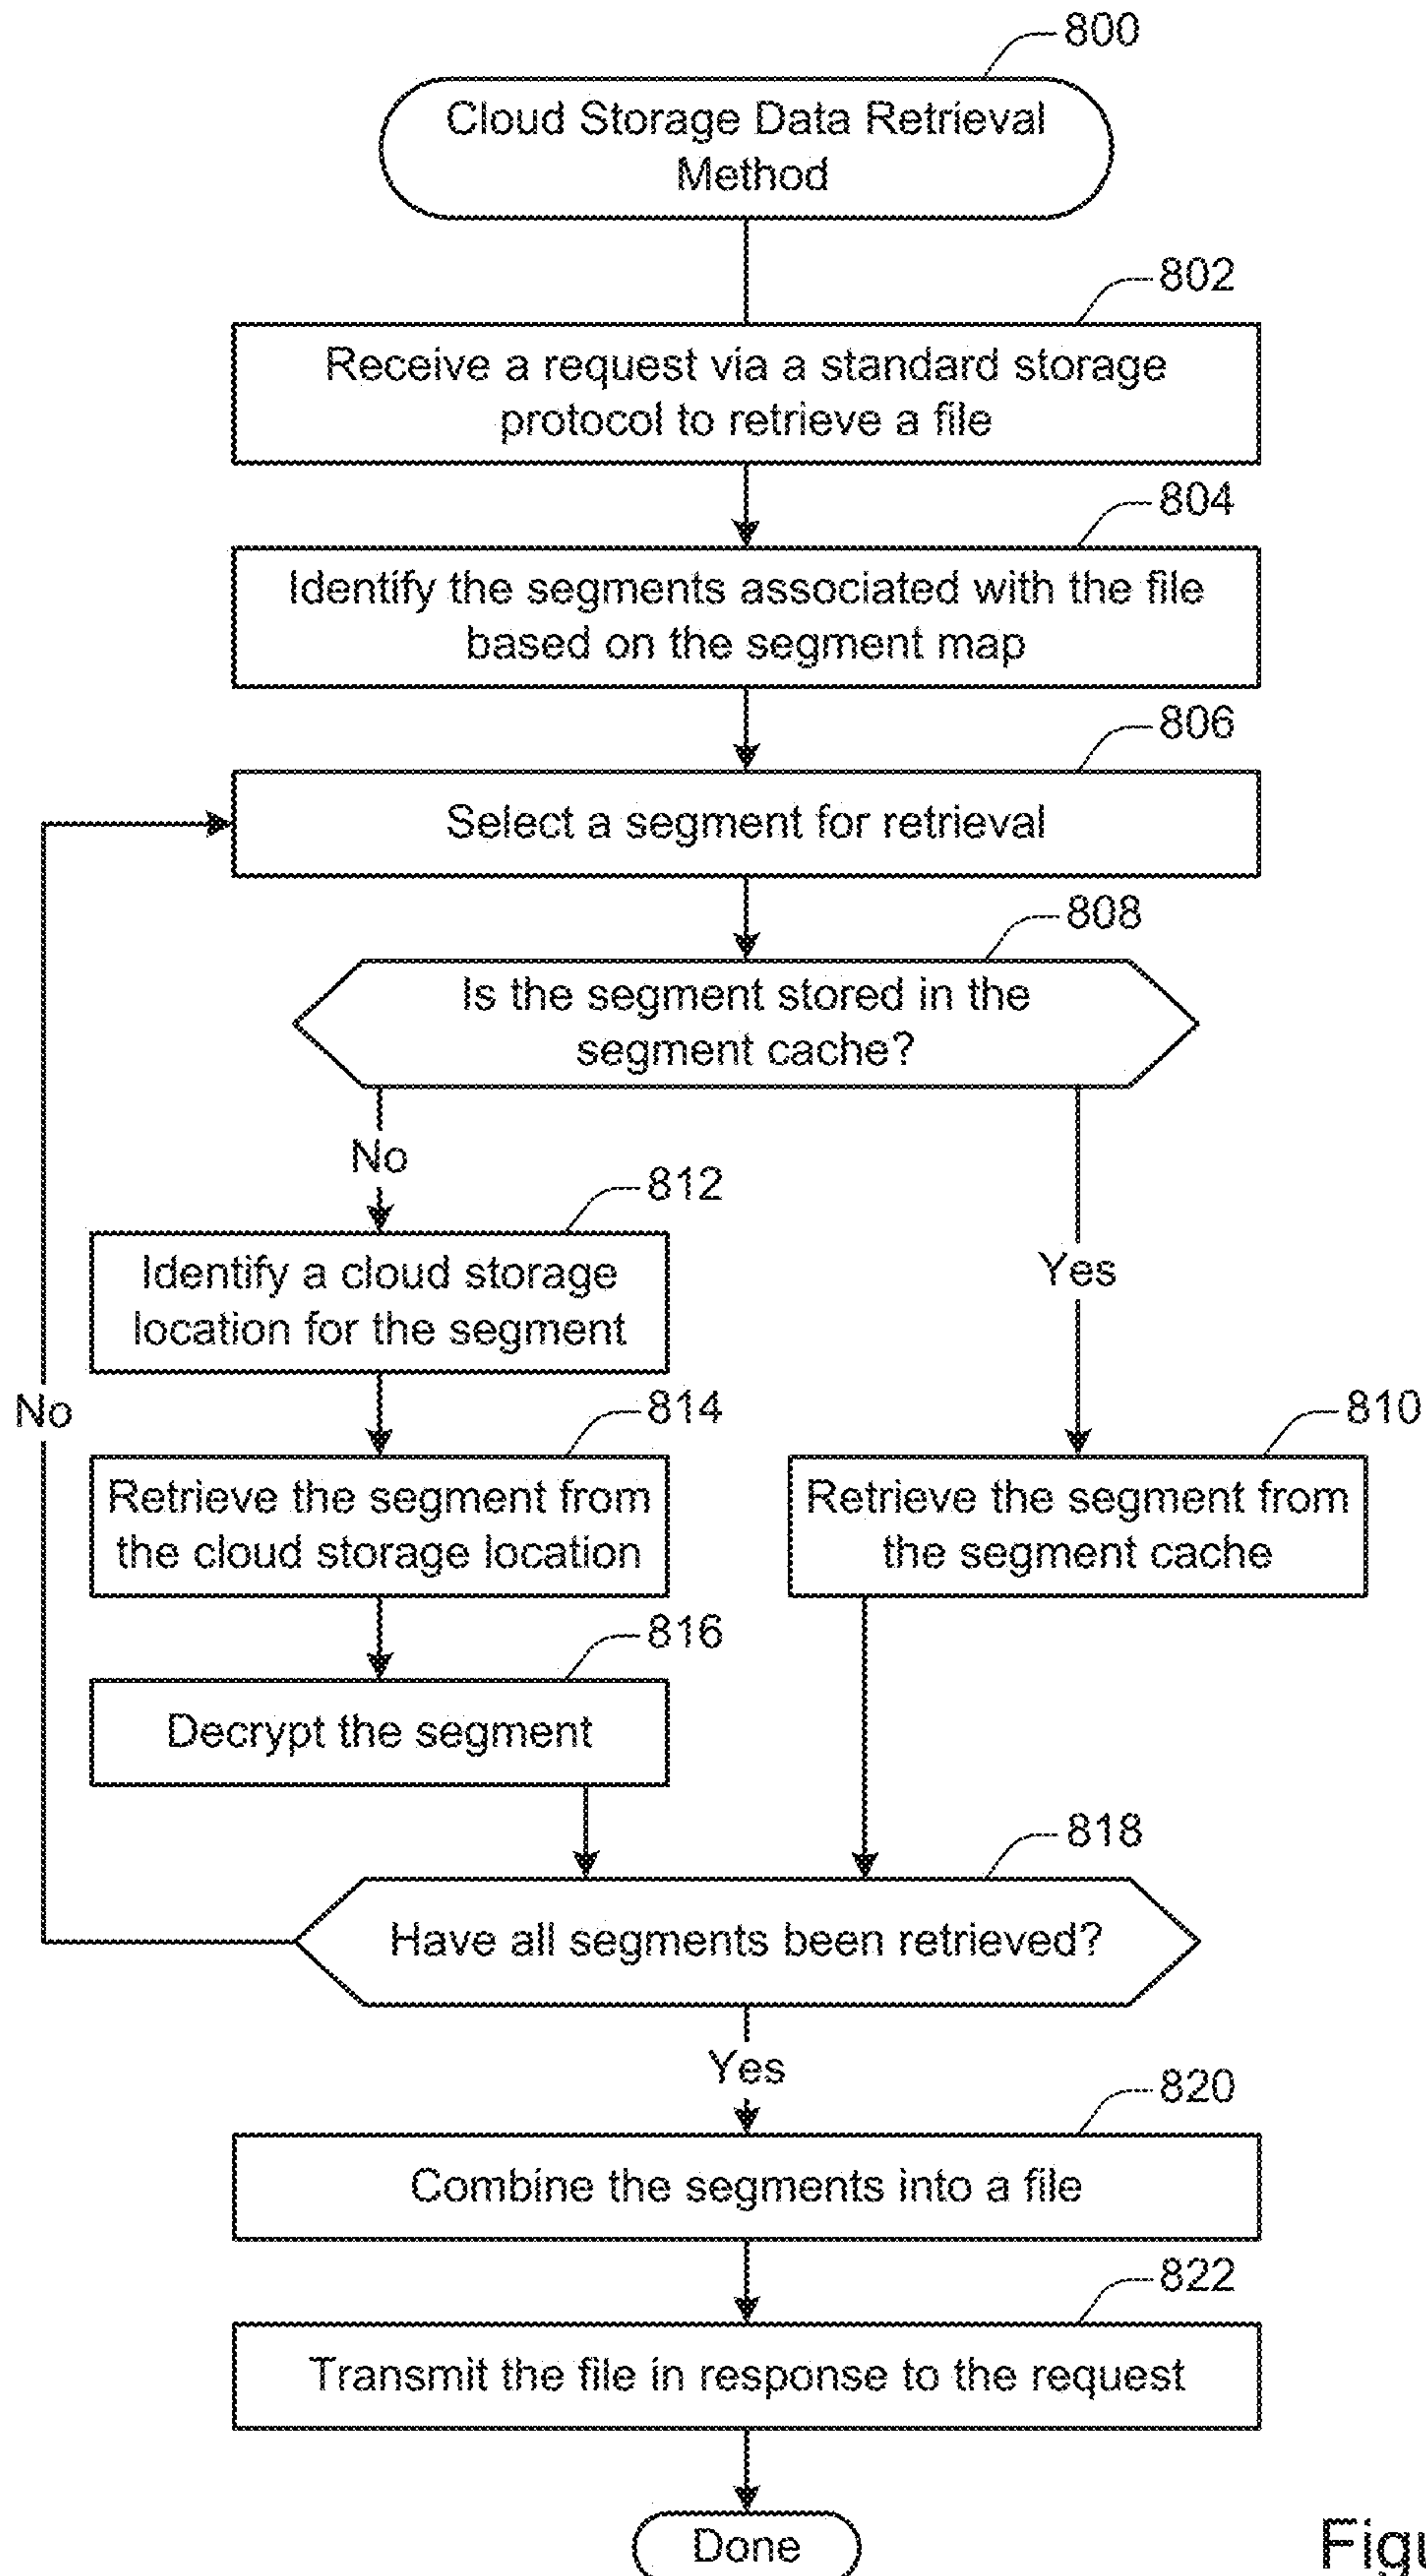 800
Cloud Storage Data Retrieval
Method
802
Receive a request via a standard storage
protocol to retrieve a file
804
Identify the segments associated with the file
based on the segment map
806
Select a segment for retrieval
808
Is the segment stored in the
segment cache?
No
812
Identify a cloud storage
location for the segment
Yes
No
814
Retrieve the segment from
the cloud storage location
810
Retrieve the segment from
the segment cache
816
Decrypt the segment
818
Have all segments been retrieved?
Yes
820
Combine the segments into a file
822
Transmit the file in response to the request
Done